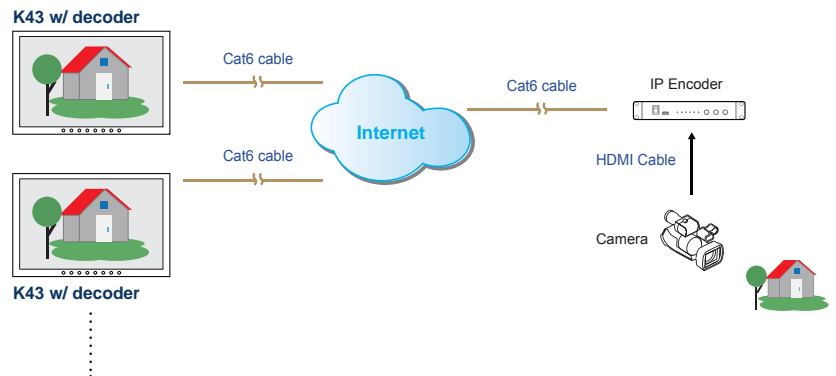 K43 w/ decoder
Cat6 cable
Cat6 cable
IP Encoder
Internet
HDMI Cable
Cat6 cable
Camera
K43 w/ decoder